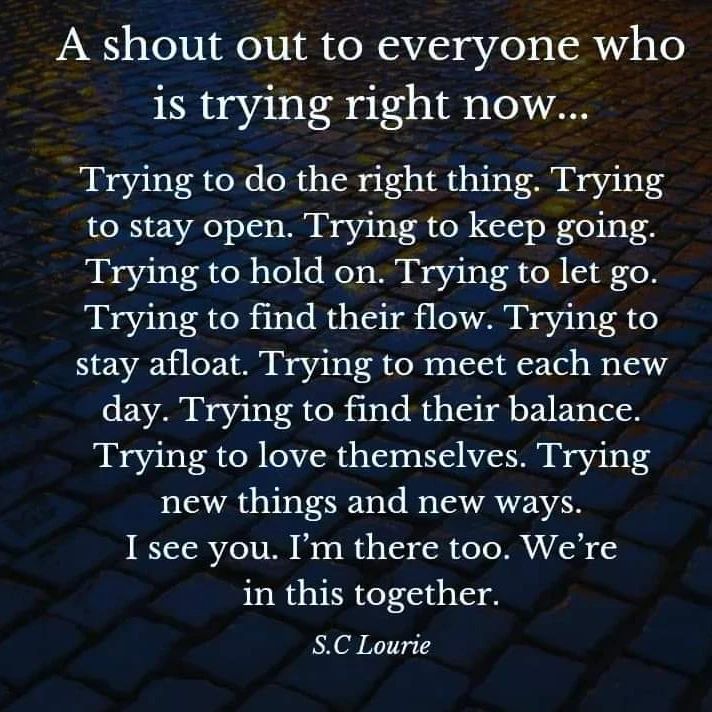 A shout out to everyone who
is trying right now...
Trying to do the right thing. Trying
to stay open. Trying to keep going.
Trying to hold on. Trying to let go.
Trying to find their flow. Trying to
stay afloat. Trying to meet each new
day. Trying to find their balance.
Trying to love themselves. Trying
new things and new ways.
I see you. I’m there too. We’re
in this together.
S.C Lourie